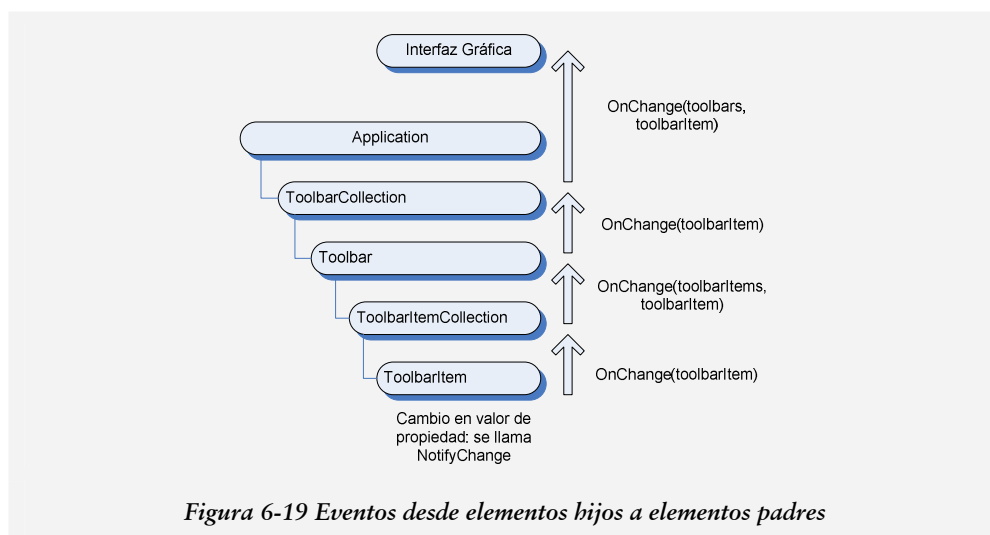 Interfaz Gráfica
OnChange(toolbars,
toolbarItem)
Application
ToolbarCollection
OnChange(toolbarItem)
Toolbar
OnChange(toolbarItems,
toolbarItem)
ToolbarItemCollection
ToolbarItem
OnChange(toolbarItem)
Cambio en valor de
propiedad: se llama
NotifyChange
Figura 6-19 Eventos desde elementos hijos a elementos padres